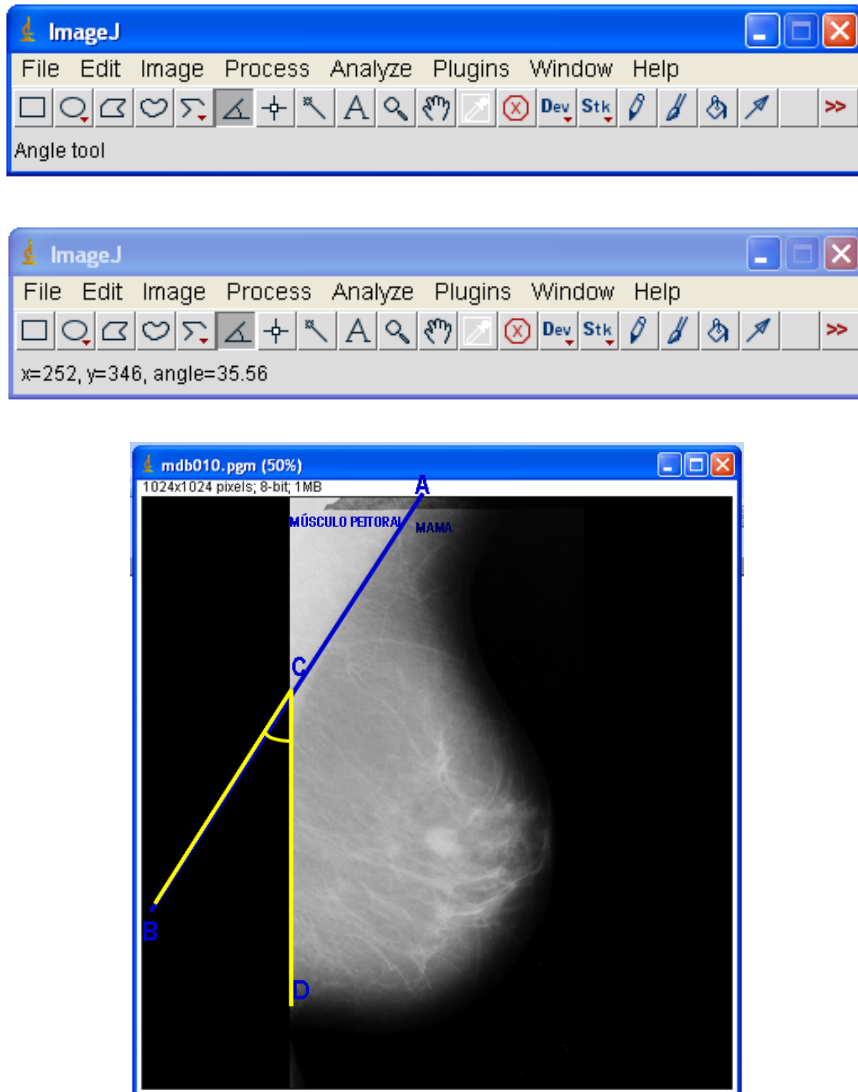 ImageJ
File Edit Image Process Analyze Plugins Window Help
A Dev Stk >>
Angle tool
ImageJ
File Edit Image Process Analyze Plugins Window Help
A Dev Stk >>
x=252, y=346, angle=35.56
mdb010.pgm (50%)
1024x1024 pixels; 8-bit; 1MB
A
MÚSCULO PEITORAL MAMA
C
B
D